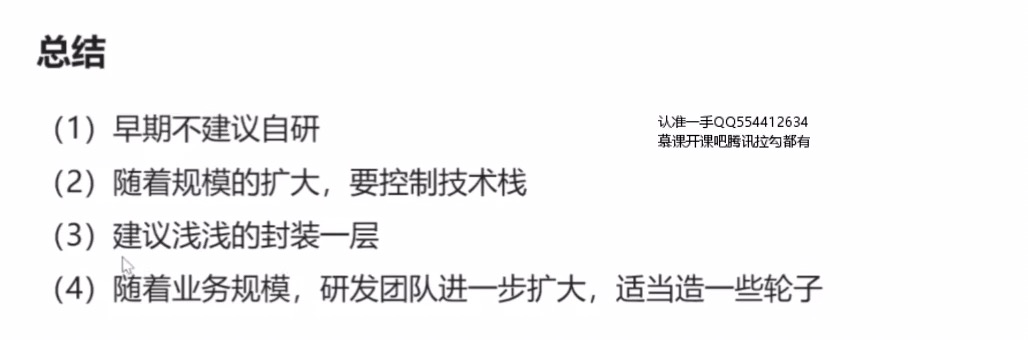 总结
（1）早期不建议自研
认准一手QQ554412634
慕课开课吧腾讯拉勾都有
（2）随着规模的扩大，要控制技术栈
（3）建议浅浅的封装一层
（4）随着业务规模，研发团队进一步扩大，适当造一些轮子